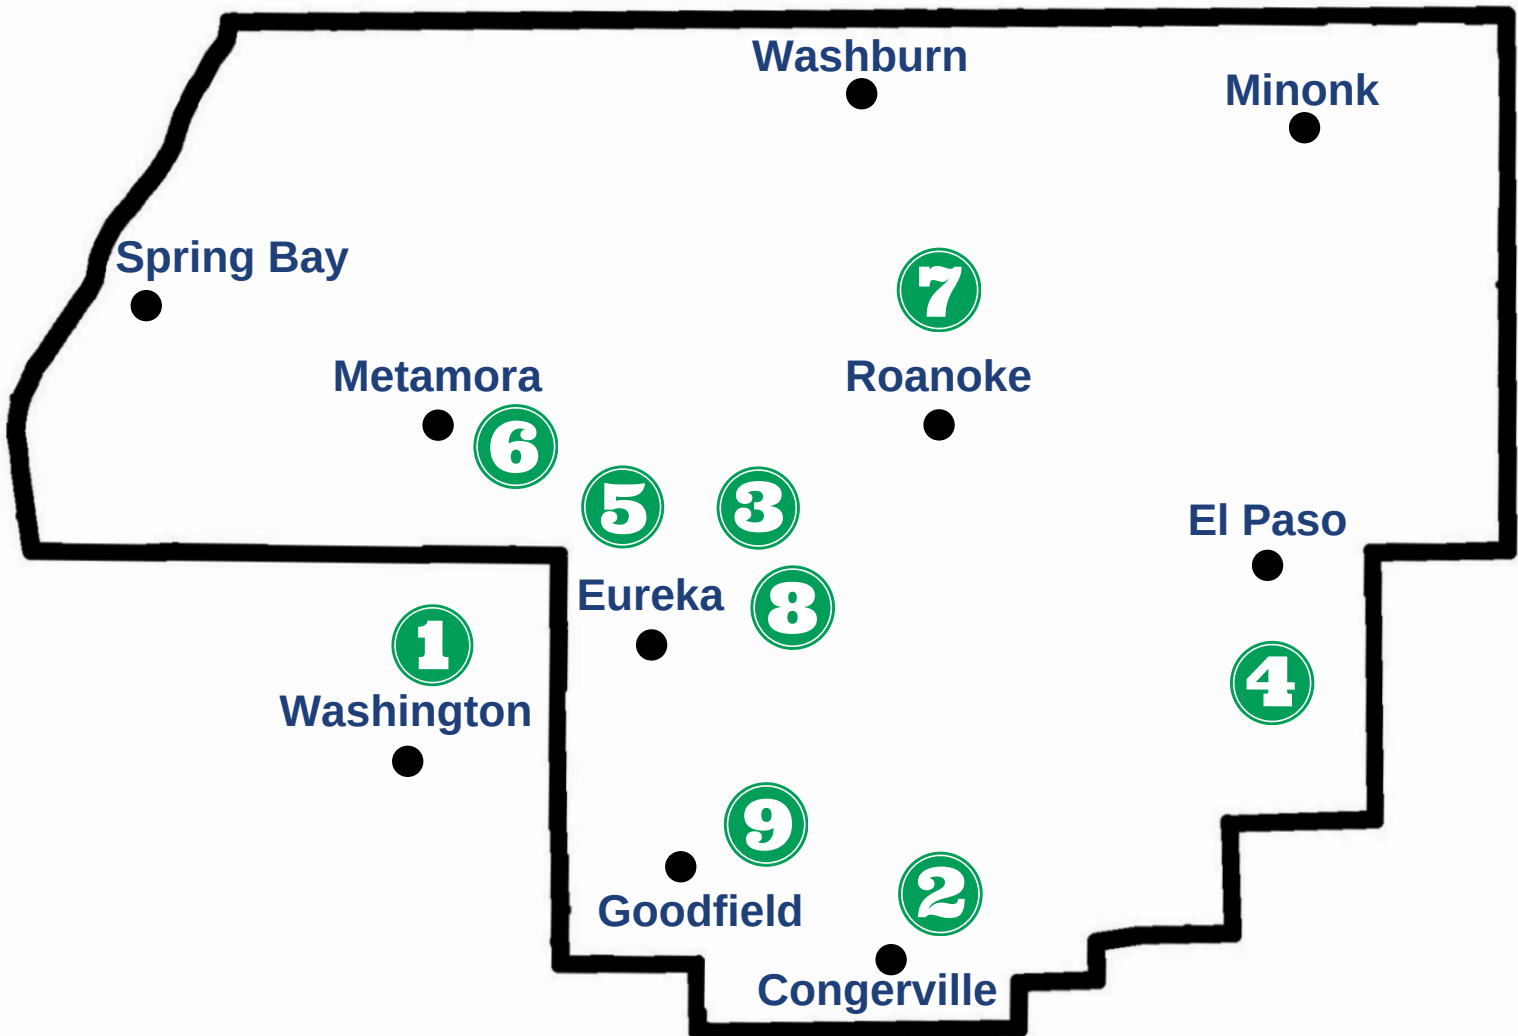 Washburn
Minonk
Spring Bay
7
Metamora
Roanoke
6
5
3
El Paso
Eureka
8
1
4
Washington
9
2
Goodfield
Congerville